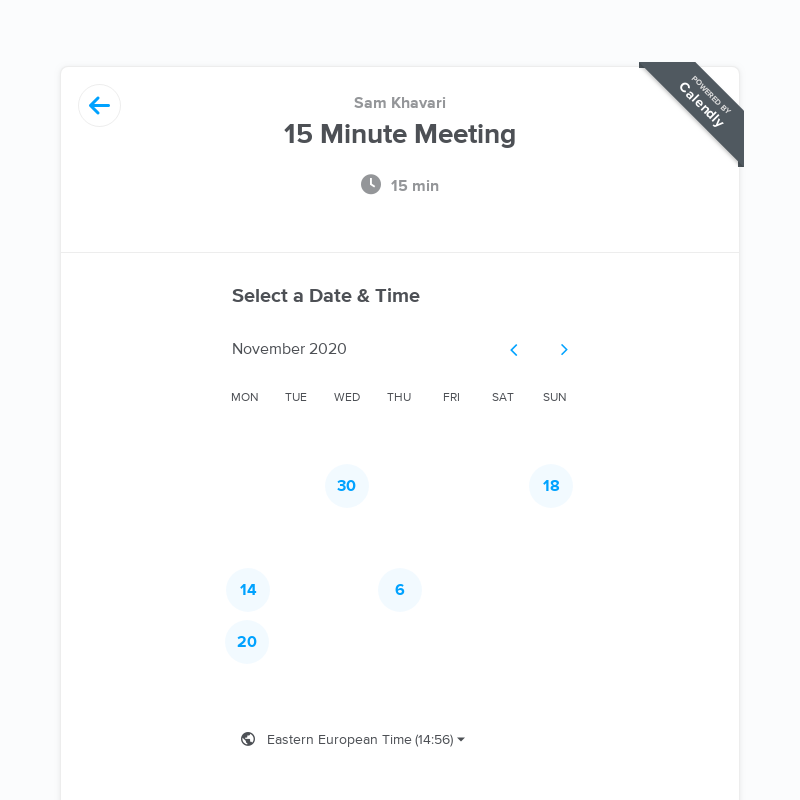 POWERED BY
Calendly
Sam Khavari
15 Minute Meeting
15 min
Select a Date & Time
November 2020
MON TUE WED THU FRI SAT SUN
30 18
14 6
20
Eastern European Time (14:56)